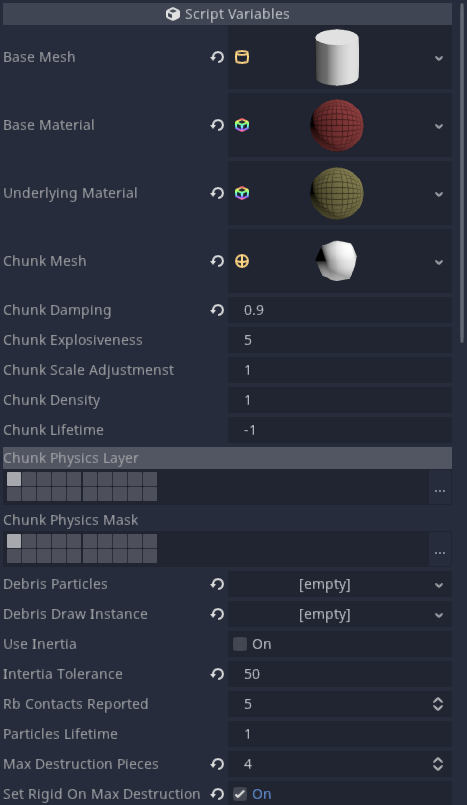 Script Variables
Base Mesh
Base Material
Underlying Material
Chunk Mesh
Chunk Damping 0.9
Chunk Explosiveness 5
Chunk Scale Adjustmenst 1
Chunk Density 1
Chunk Lifetime -1
Chunk Physics Layer
...
Chunk Physics Mask
...
Debris Particles [empty]
Debris Draw Instance [empty]
Use Inertia On
Intertia Tolerance 50
Rb Contacts Reported 5
Particles Lifetime 1
Max Destruction Pieces 4
Set Rigid On Max Destruction On